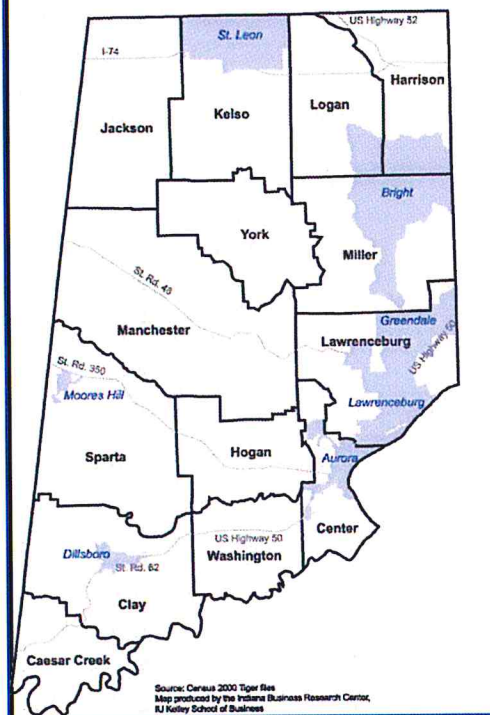 US Highway 52
St. Leon
I-74
Harrison
Logan
Kelso
Jackson
Bright
York
Miller
St. Rd. 48
Greendale
Manchester
Lawrenceburg
US Highway 50
St. Rd. 350
Moores Hill
Lawrenceburg
Hogan
Sparta
Aurora
Center
US Highway 50
Dillsboro
Washington
St. Rd. 62
Clay
Caesar Creek
Source: Census 2000 Tiger files
Map produced by the Indiana Business Research Center,
IU Kelley School of Business